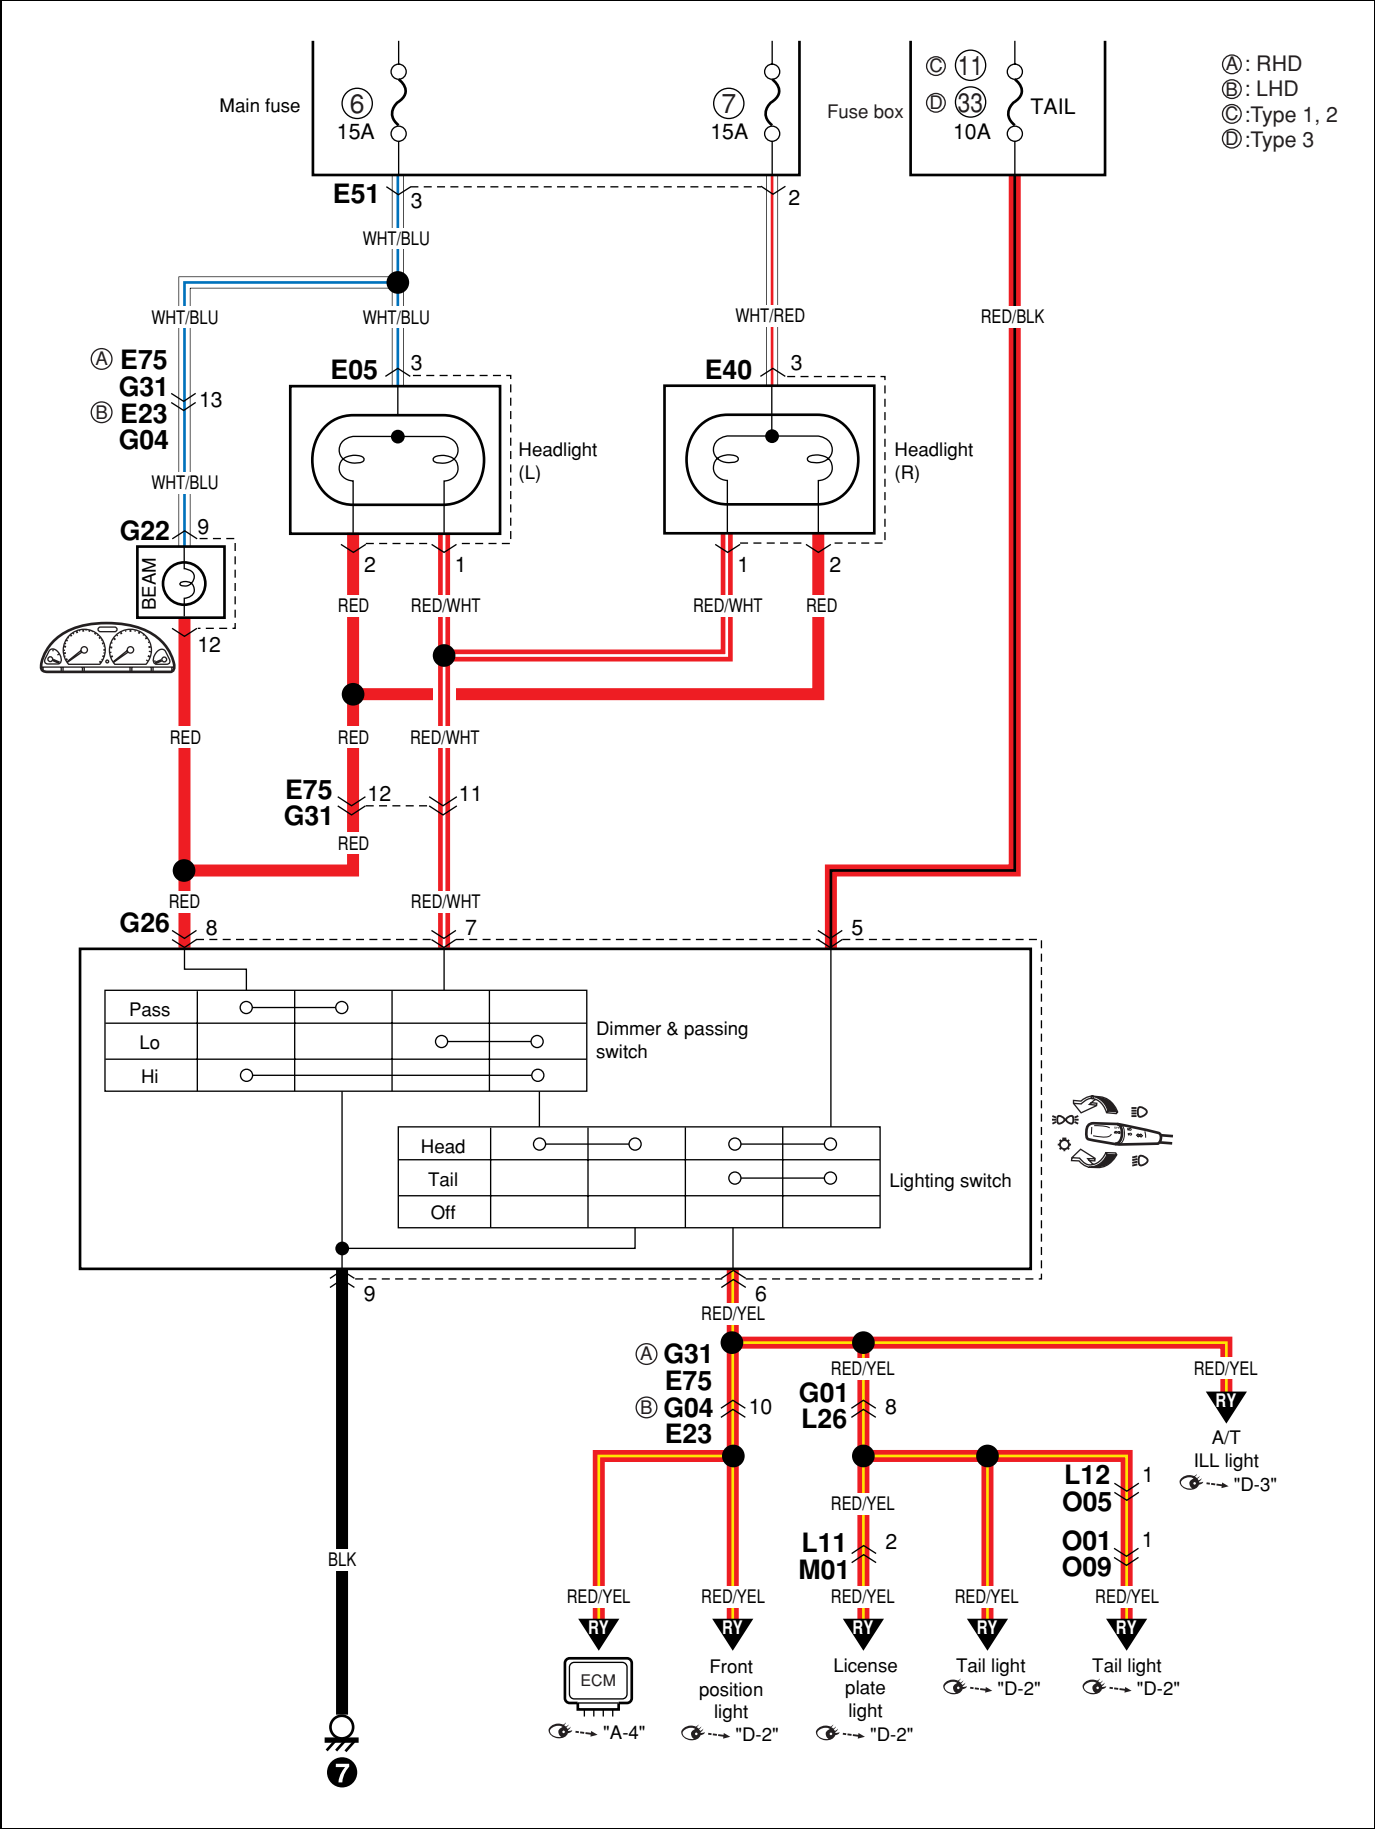 Main fuse
6
15A
7
15A
Fuse box
C 11
D 33
10A
TAIL
A: RHD
B: LHD
C:Type 1, 2
D:Type 3
E51
3
2
WHT/BLU
WHT/BLU
WHT/BLU
WHT/RED
RED/BLK
A E75
G31
13
B E23
G04
E05
3
E40
3
Headlight
(L)
Headlight
(R)
WHT/BLU
G22
9
BEAM
12
2
1
1
2
RED
RED/WHT
RED/WHT
RED
RED
RED
RED/WHT
E75
G31
12
11
RED
RED
RED/WHT
G26
8
7
5
Pass
Lo
Hi
Dimmer & passing
switch
Head
Tail
Off
Lighting switch
9
6
RED/YEL
A G31
E75
B G04
E23
10
RED/YEL
G01
L26
8
RED/YEL
RY
A/T
ILL light
"D-3"
L12
O05
1
RED/YEL
L11
M01
2
O01
O09
1
BLK
RED/YEL
RED/YEL
RED/YEL
RED/YEL
RED/YEL
RY
RY
RY
RY
RY
ECM
"A-4"
Front
position
light
"D-2"
License
plate
light
"D-2"
Tail light
"D-2"
Tail light
"D-2"
7